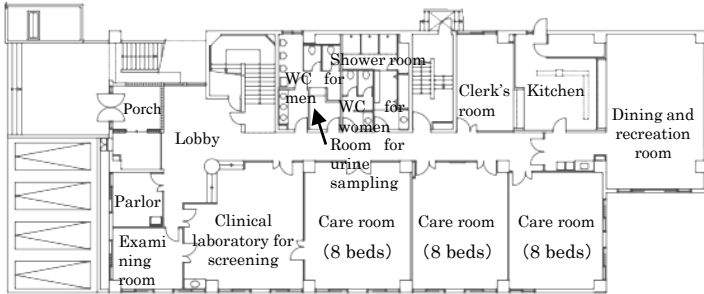 Shower room
WC for
men
WC for
women
Room for
urine
sampling
Clerk's
room
Kitchen
Dining and
recreation
room
Porch
Lobby
Parlor
Exami
ning
room
Clinical
laboratory for
screening
Care room
(8 beds)
Care room
(8 beds)
Care room
(8 beds)